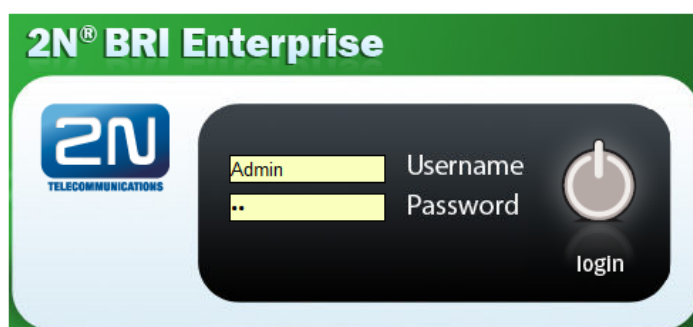 2N® BRI Enterprise
2N
TELECOMMUNICATIONS
Admin Username
•• Password
login